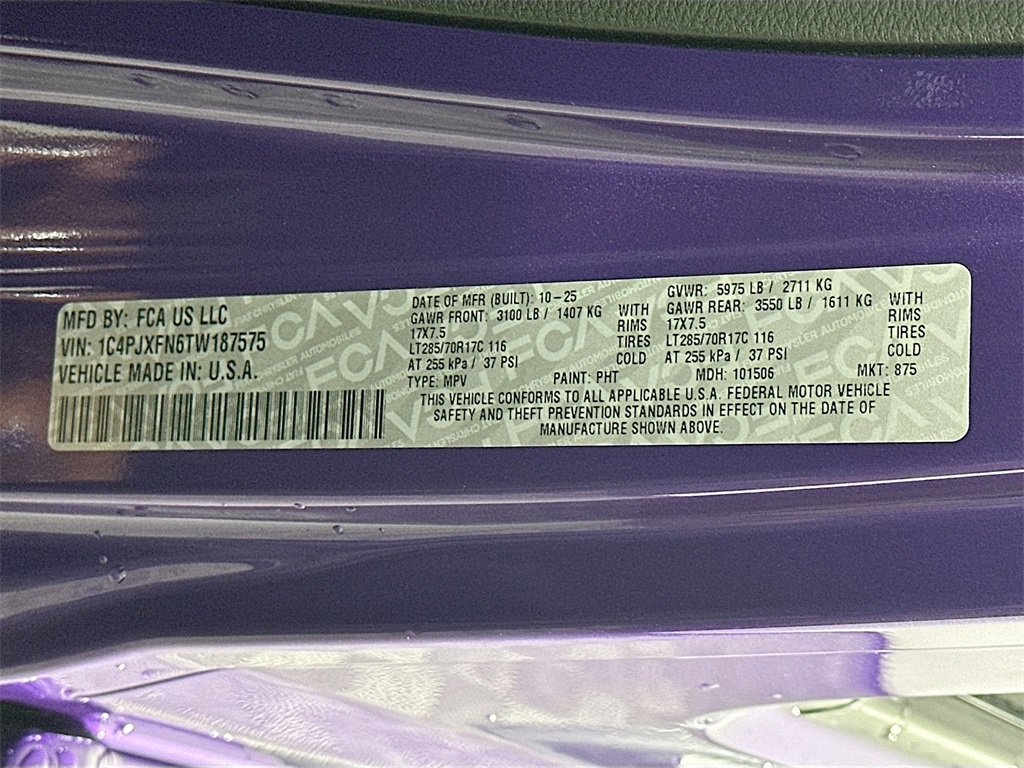 MFD BY: FCA US LLC
VIN: 1C4PJXFN6TW187575
VEHICLE MADE IN: U.S.A.
DATE OF MFR (BUILT): 10-25
GAWR FRONT: 3100 LB / 1407 KG
17X7.5
LT285/70R17C 116
AT 255 kPa / 37 PSI
WITH
RIMS
TIRES
COLD
GVWR: 5975 LB / 2711 KG
GAWR REAR: 3550 LB / 1611 KG
17X7.5
LT285/70R17C 116
AT 255 kPa / 37 PSI
WITH
RIMS
TIRES
COLD
TYPE: MPV PAINT: PHT MDH: 101506 MKT: 875
THIS VEHICLE CONFORMS TO ALL APPLICABLE U.S.A. FEDERAL MOTOR VEHICLE
SAFETY AND THEFT PREVENTION STANDARDS IN EFFECT ON THE DATE OF
MANUFACTURE SHOWN ABOVE.